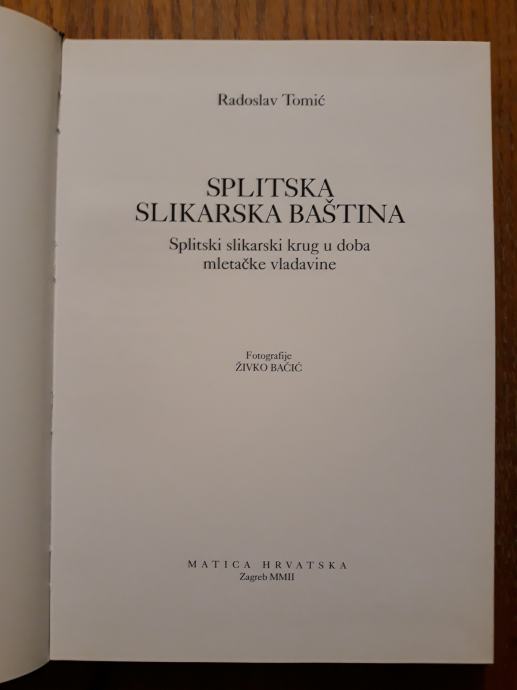 Radoslav Tomić
SPLITSKA
SLIKARSKA BAŠTINA
Splitski slikarski krug u doba
mletačke vladavine
Fotografije
ŽIVKO BAČIĆ
MATICA HRVATSKA
Zagreb MMII